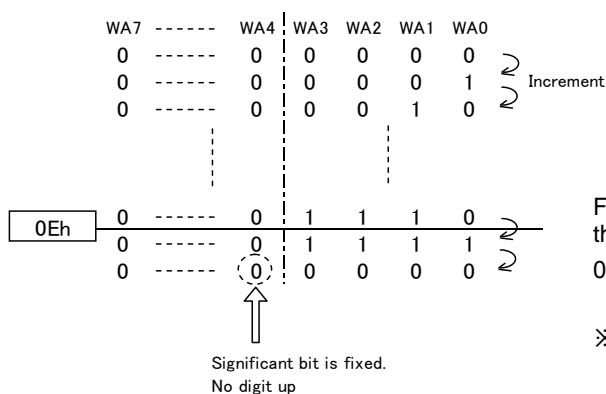 WA7 ------ WA4 WA3 WA2 WA1 WA0
0 ------ 0 0 0 0 0
0 ------ 0 0 0 0 1 Increment
0 ------ 0 0 0 1 0
0Eh 0 ------ 0 1 1 1 0
0 ------ 0 1 1 1 1
0 ------ 0 0 0 0 0
Significant bit is fixed.
No digit up
F
th
0
※